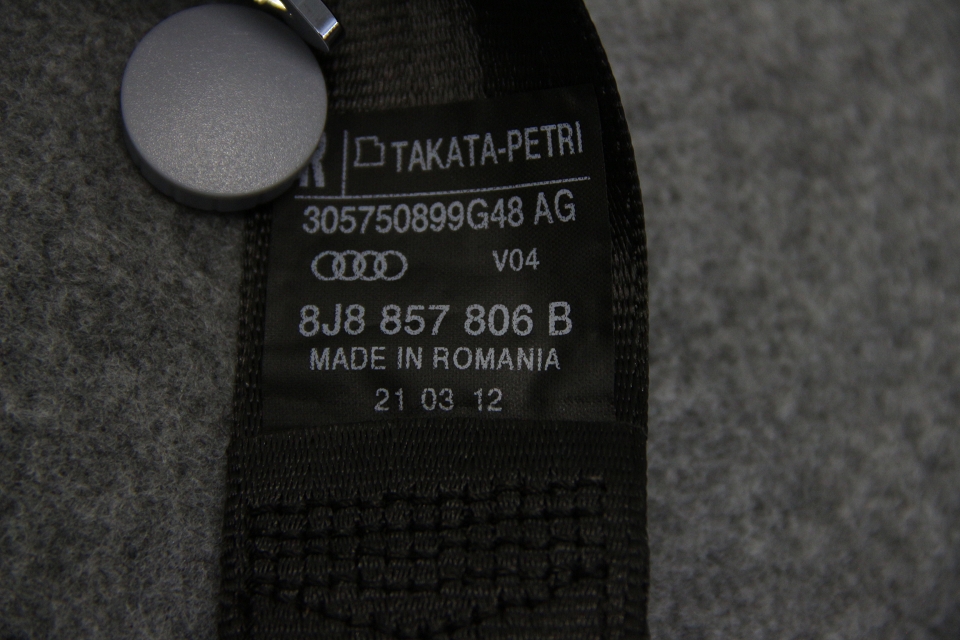 R TAKATA-PETRI
305750899G48 AG
V04
8J8 857 806 B
MADE IN ROMANIA
21 03 12